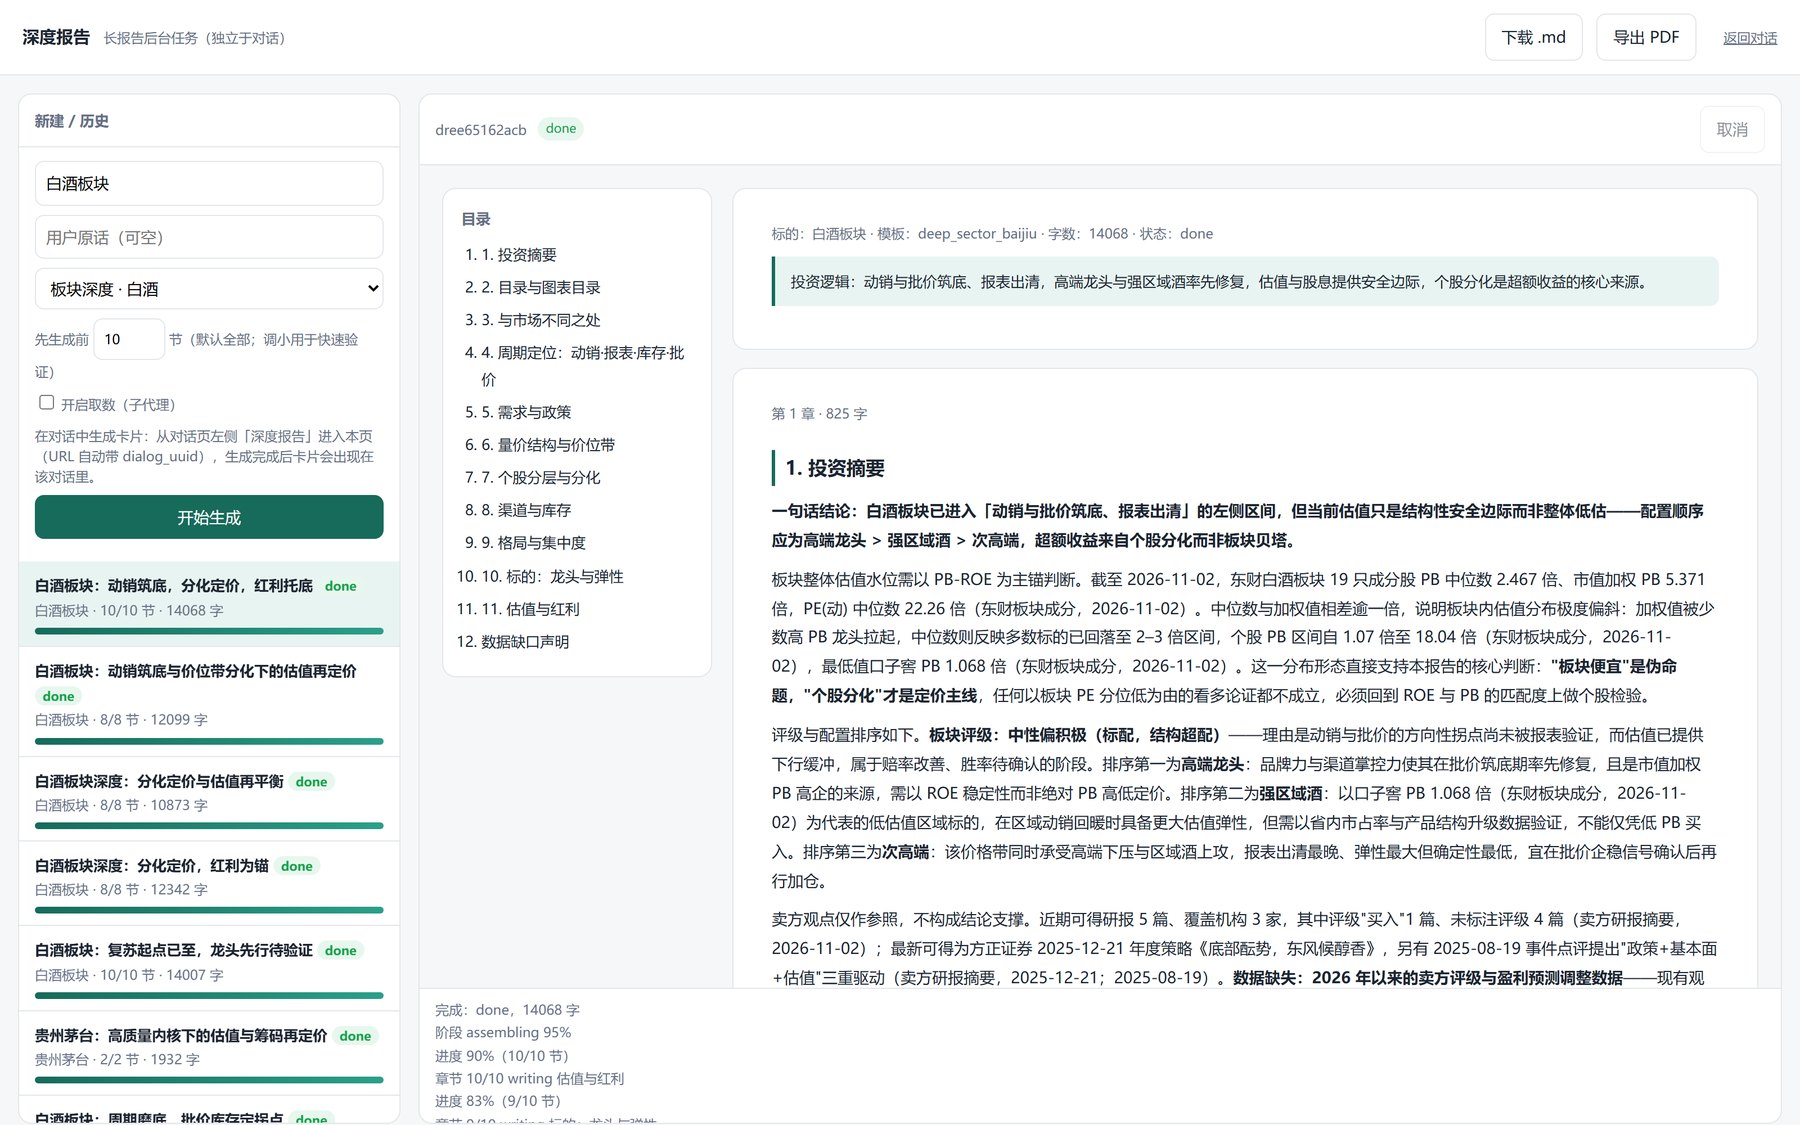 深度报告 长报告后台任务（独立于对话）
下载 .md
导出 PDF
返回对话
新建 / 历史
白酒板块
用户原话（可空）
板块深度 · 白酒
先生成前 10 节（默认全部；调小用于快速验
证）
开启取数（子代理）
在对话中生成卡片：从对话页左侧「深度报告」进入本页
（URL 自动带 dialog_uuid），生成完成后卡片会出现在
该对话里。
开始生成
白酒板块：动销筑底，分化定价，红利托底 done
白酒板块 · 10/10 节 · 14068 字
白酒板块：动销筑底与价位带分化下的估值再定价
done
白酒板块 · 8/8 节 · 12099 字
白酒板块深度：分化定价与估值再平衡 done
白酒板块 · 8/8 节 · 10873 字
白酒板块深度：分化定价，红利为锚 done
白酒板块 · 8/8 节 · 12342 字
白酒板块：复苏起点已至，龙头先行待验证 done
白酒板块 · 10/10 节 · 14007 字
贵州茅台：高质量内核下的估值与筹码再定价 done
贵州茅台 · 2/2 节 · 1932 字
白酒板块：周期磨底，批价库存定拐点 done
dree65162acb done
取消
目录
1. 1. 投资摘要
2. 2. 目录与图表目录
3. 3. 与市场不同之处
4. 4. 周期定位：动销·报表·库存·批
价
5. 5. 需求与政策
6. 6. 量价结构与价位带
7. 7. 个股分层与分化
8. 8. 渠道与库存
9. 9. 格局与集中度
10. 10. 标的：龙头与弹性
11. 11. 估值与红利
12. 数据缺口声明
标的：白酒板块 · 模板：deep_sector_baijiu · 字数：14068 · 状态：done
投资逻辑：动销与批价筑底、报表出清，高端龙头与强区域酒率先修复，估值与股息提供安全边际，个股分化是超额收益的核心来源。
第 1 章 · 825 字
1. 投资摘要
一句话结论：白酒板块已进入「动销与批价筑底、报表出清」的左侧区间，但当前估值只是结构性安全边际而非整体低估——配置顺序
应为高端龙头 > 强区域酒 > 次高端，超额收益来自个股分化而非板块贝塔。
板块整体估值水位需以 PB-ROE 为主锚判断。截至 2026-11-02，东财白酒板块 19 只成分股 PB 中位数 2.467 倍、市值加权 PB 5.371
倍，PE(动) 中位数 22.26 倍（东财板块成分，2026-11-02）。中位数与加权值相差逾一倍，说明板块内估值分布极度偏斜：加权值被少
数高 PB 龙头拉起，中位数则反映多数标的已回落至 2–3 倍区间，个股 PB 区间自 1.07 倍至 18.04 倍（东财板块成分，2026-11-
02），最低值口子窖 PB 1.068 倍（东财板块成分，2026-11-02）。这一分布形态直接支持本报告的核心判断："板块便宜"是伪命
题，"个股分化"才是定价主线，任何以板块 PE 分位低为由的看多论证都不成立，必须回到 ROE 与 PB 的匹配度上做个股检验。
评级与配置排序如下。板块评级：中性偏积极（标配，结构超配）——理由是动销与批价的方向性拐点尚未被报表验证，而估值已提供
下行缓冲，属于赔率改善、胜率待确认的阶段。排序第一为高端龙头：品牌力与渠道掌控力使其在批价筑底期率先修复，且是市值加权
PB 高企的来源，需以 ROE 稳定性而非绝对 PB 高低定价。排序第二为强区域酒：以口子窖 PB 1.068 倍（东财板块成分，2026-11-
02）为代表的低估值区域标的，在区域动销回暖时具备更大估值弹性，但需以省内市占率与产品结构升级数据验证，不能仅凭低 PB 买
入。排序第三为次高端：该价格带同时承受高端下压与区域酒上攻，报表出清最晚、弹性最大但确定性最低，宜在批价企稳信号确认后再
行加仓。
卖方观点仅作参照，不构成结论支撑。近期可得研报 5 篇、覆盖机构 3 家，其中评级"买入"1 篇、未标注评级 4 篇（卖方研报摘要，
2026-11-02）；最新可得为方正证券 2025-12-21 年度策略《底部酝势，东风候醇香》，另有 2025-08-19 事件点评提出"政策+基本面
+估值"三重驱动（卖方研报摘要，2025-12-21；2025-08-19）。数据缺失：2026 年以来的卖方评级与盈利预测调整数据——现有观
完成：done，14068 字
阶段 assembling 95%
进度 90%（10/10 节）
章节 10/10 writing 估值与红利
进度 83%（9/10 节）
章节 9/10 writing 标的：龙头与弹性